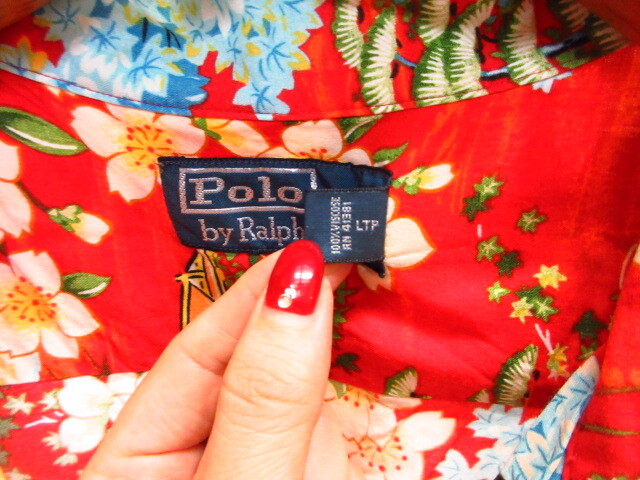 Polo
by Ralph
LTP
100% VISCOSE
RN 41381